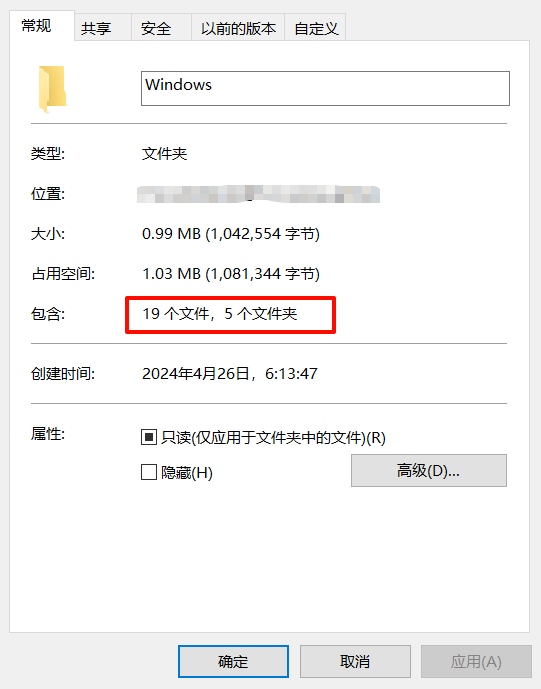 常规 共享 安全 以前的版本 自定义
Windows
类型: 文件夹
位置:
大小: 0.99 MB (1,042,554 字节)
占用空间: 1.03 MB (1,081,344 字节)
包含: 19 个文件，5 个文件夹
创建时间: 2024年4月26日，6:13:47
属性: 只读(仅应用于文件夹中的文件)(R)
隐藏(H) 高级(D)...
确定 取消 应用(A)